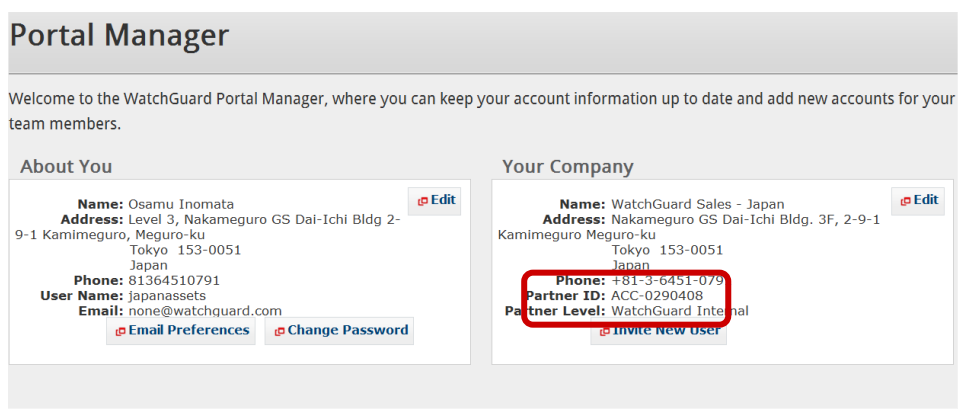 Portal Manager
Welcome to the WatchGuard Portal Manager, where you can keep your account information up to date and add new accounts for your
team members.
About You
Edit
Name: Osamu Inomata
Address: Level 3, Nakameguro GS Dai-Ichi Bldg 2-
9-1 Kamimeguro, Meguro-ku
Tokyo 153-0051
Japan
Phone: 81364510791
User Name: japanassets
Email: none@watchguard.com
Email Preferences
Change Password
Your Company
Edit
Name: WatchGuard Sales - Japan
Address: Nakameguro GS Dai-Ichi Bldg. 3F, 2-9-1
Kamimeguro Meguro-ku
Tokyo 153-0051
Japan
Phone: +81-3-6451-079
Partner ID: ACC-0290408
Partner Level: WatchGuard Internal
Invite New User